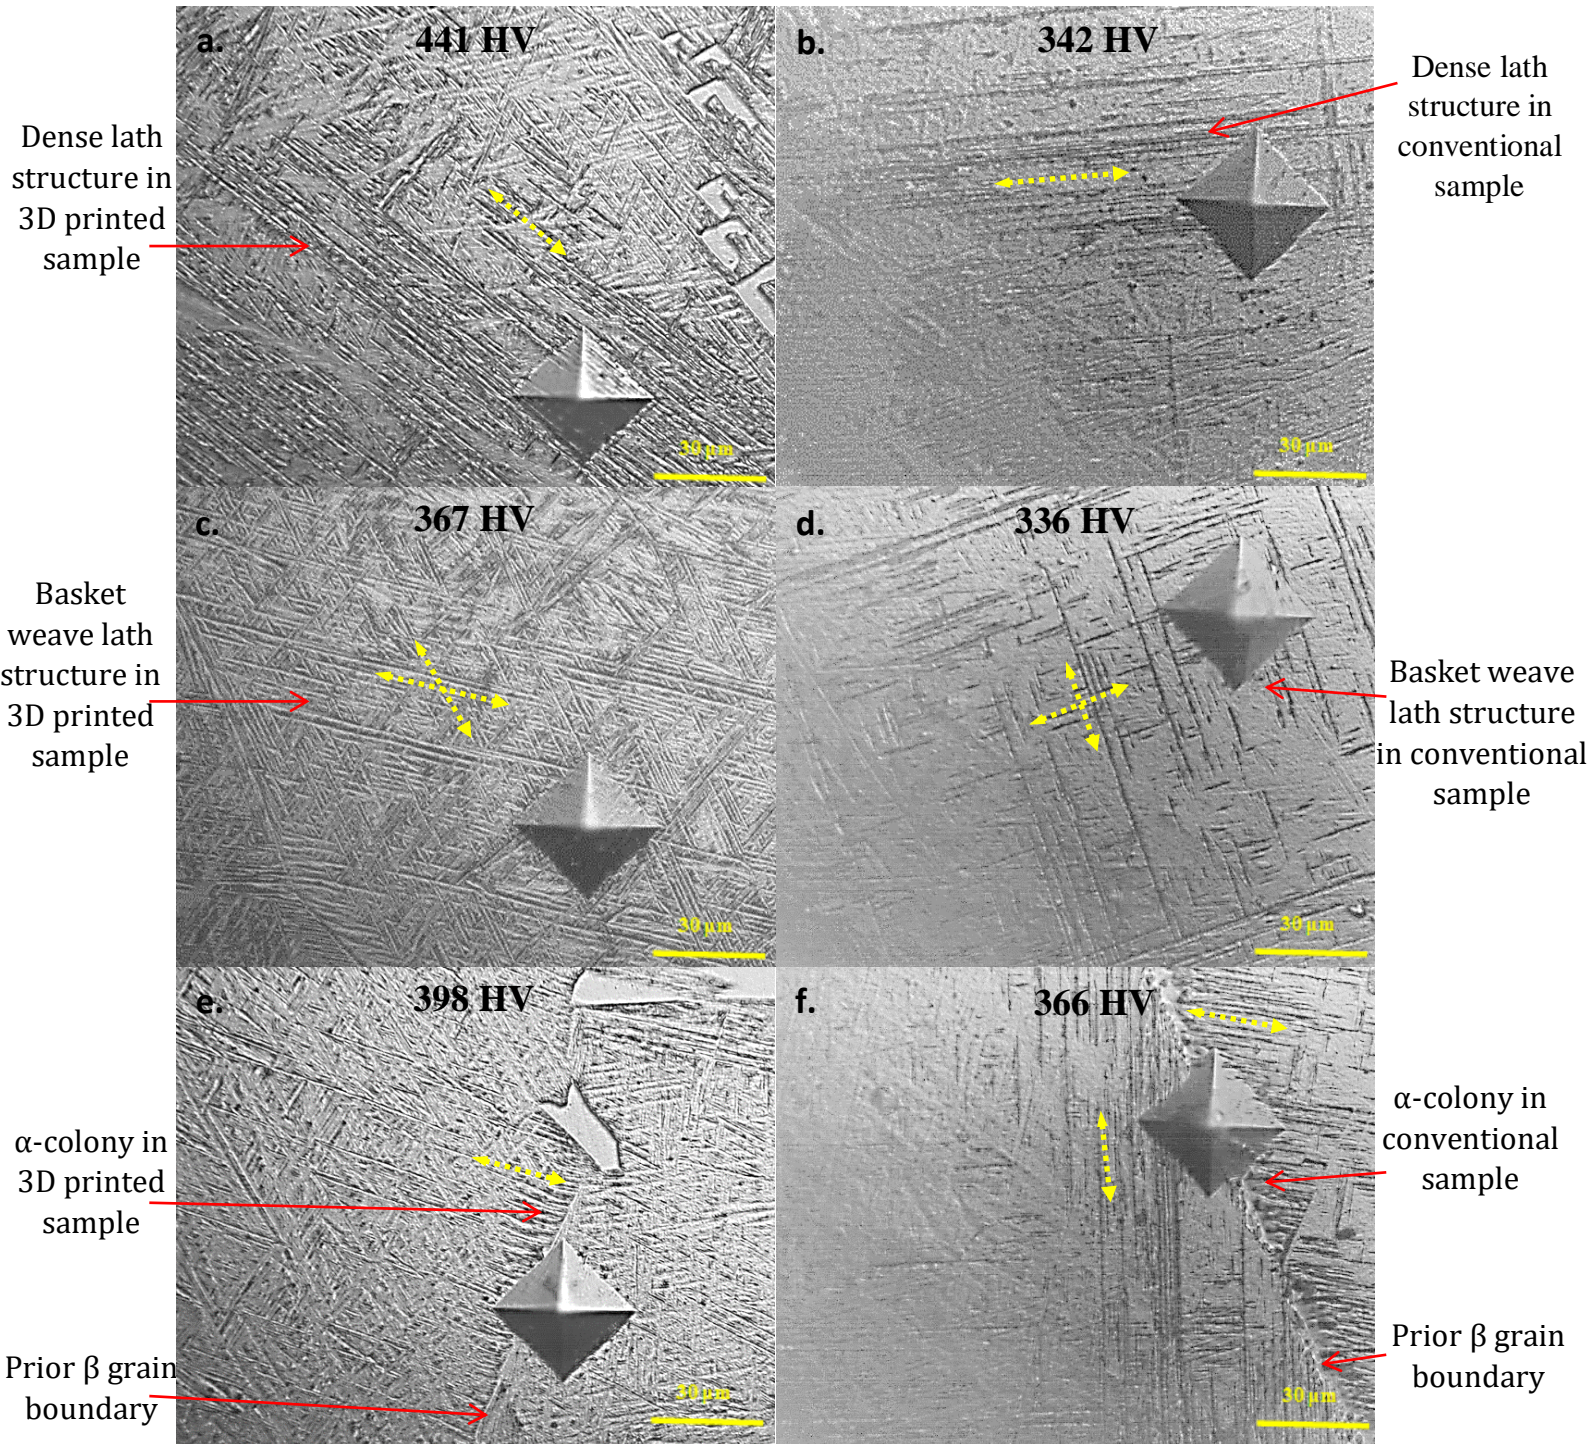 a.
441 HV
b.
342 HV
Dense lath
structure in
3D printed
sample
Dense lath
structure in
conventional
sample
30 µm
30 µm
c.
367 HV
d.
336 HV
Basket
weave lath
structure in
3D printed
sample
Basket weave
lath structure
in conventional
sample
30 µm
30 µm
e.
398 HV
f.
366 HV
α-colony in
3D printed
sample
α-colony in
conventional
sample
Prior β grain
boundary
Prior β grain
boundary
30 µm
30 µm